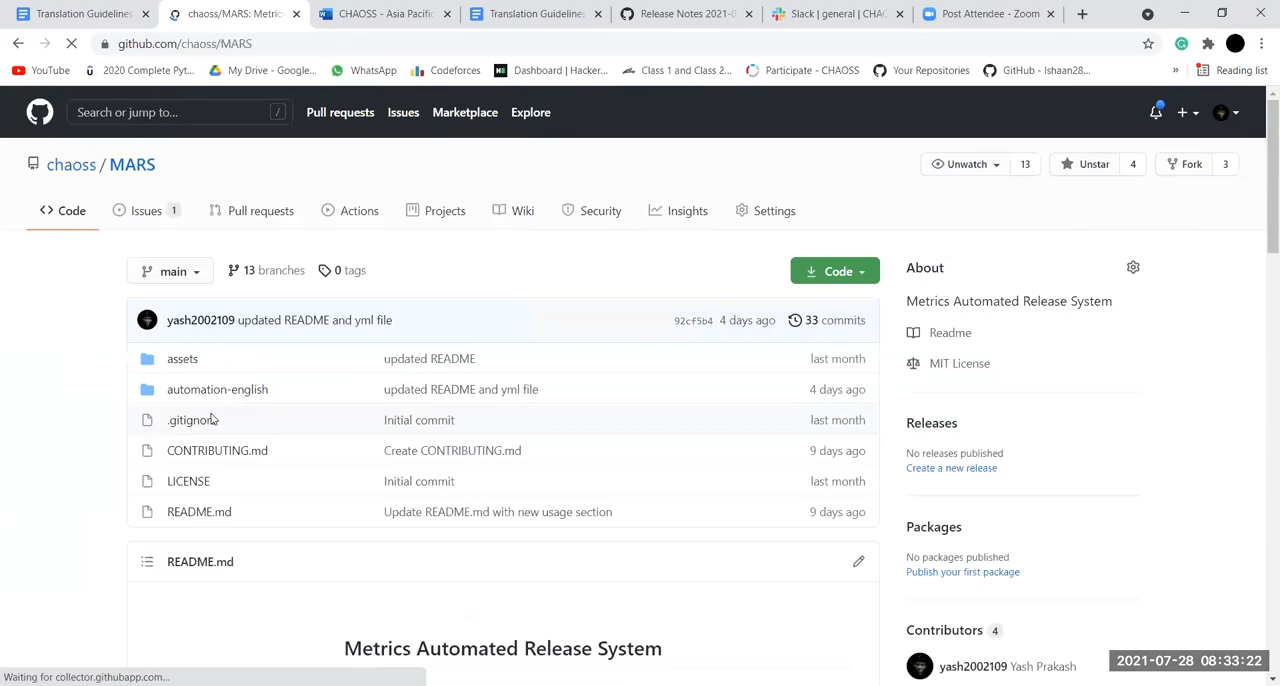 Translation Guidelines
chaoss/MARS: Metric
CHAOSS - Asia Pacific
Translation Guidelines
Release Notes 2021-0
Slack | general | CHAO
Post Attendee - Zoom
github.com/chaoss/MARS
YouTube
2020 Complete Pyt...
My Drive - Google...
WhatsApp
Codeforces
Dashboard | Hacker...
Class 1 and Class 2...
Participate - CHAOSS
Your Repositories
GitHub - Ishaan28...
»
Reading list
Search or jump to...
/
Pull requests
Issues
Marketplace
Explore
chaoss / MARS
Unwatch 13
Unstar 4
Fork 3
Code
Issues 1
Pull requests
Actions
Projects
Wiki
Security
Insights
Settings
main
13 branches
0 tags
Code
yash2002109 updated README and yml file 92cf5b4 4 days ago 33 commits
assets updated README last month
automation-english updated README and yml file 4 days ago
.gitignore Initial commit last month
CONTRIBUTING.md Create CONTRIBUTING.md 9 days ago
LICENSE Initial commit last month
README.md Update README.md with new usage section 9 days ago
README.md
Metrics Automated Release System
About
Metrics Automated Release System
Readme
MIT License
Releases
No releases published
Create a new release
Packages
No packages published
Publish your first package
Contributors 4
yash2002109 Yash Prakash
2021-07-28 08:33:22
Waiting for collector.githubapp.com...